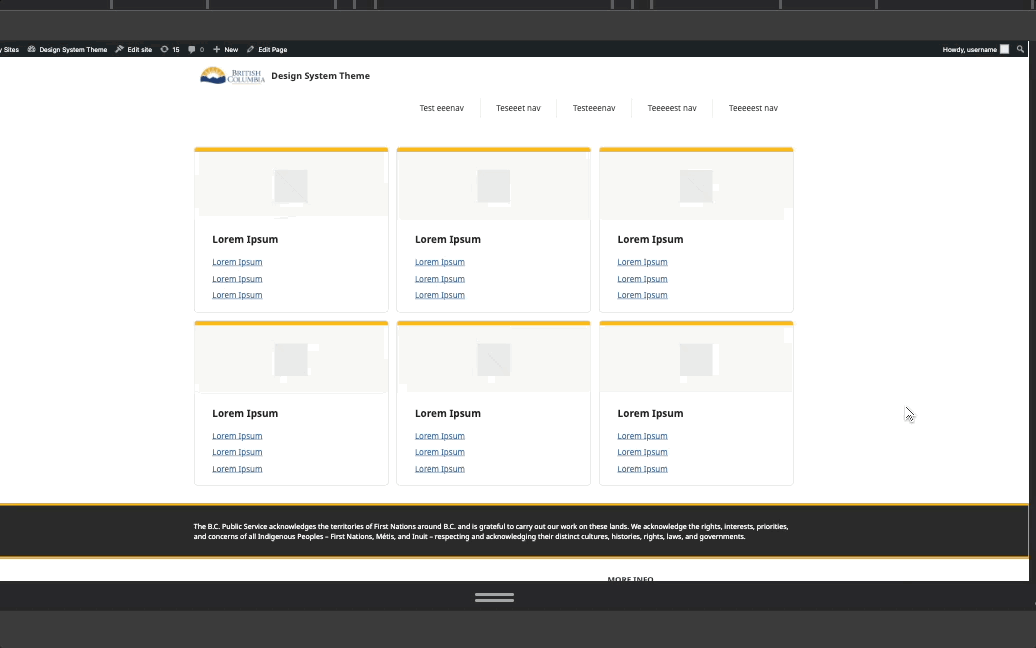 y Sites Design System Theme Edit site 15 0 New Edit Page Howdy, username
BRITISH COLUMBIA Design System Theme
Test eeenav Teseeet nav Testeeenav Teeeeest nav Teeeeest nav
Lorem Ipsum Lorem Ipsum Lorem Ipsum
Lorem Ipsum Lorem Ipsum Lorem Ipsum
Lorem Ipsum Lorem Ipsum Lorem Ipsum
Lorem Ipsum Lorem Ipsum Lorem Ipsum
Lorem Ipsum Lorem Ipsum Lorem Ipsum
Lorem Ipsum Lorem Ipsum Lorem Ipsum
Lorem Ipsum Lorem Ipsum Lorem Ipsum
Lorem Ipsum Lorem Ipsum Lorem Ipsum
The B.C. Public Service acknowledges the territories of First Nations around B.C. and is grateful to carry out our work on these lands. We acknowledge the rights, interests, priorities,
and concerns of all Indigenous Peoples – First Nations, Métis, and Inuit – respecting and acknowledging their distinct cultures, histories, rights, laws, and governments.
MORE INFO